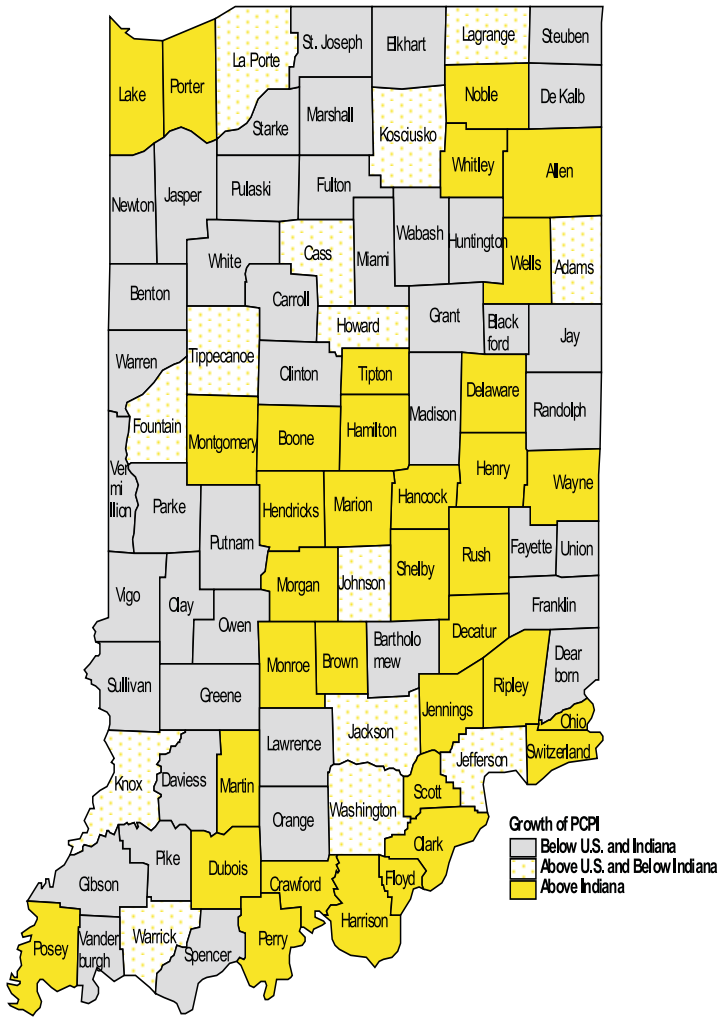 St. Joseph
Elkhart
Lagrange
Steuben
La Porte
Lake
Porter
Noble
De Kalb
Starke
Marshall
Kosciusko
Whitley
Allen
Newton
Jasper
Pulaski
Fulton
Wabash
Huntington
White
Cass
Miami
Wells
Adams
Benton
Carroll
Grant
Black
ford
Howard
Jay
Warren
Tippecanoe
Clinton
Tipton
Delaware
Madison
Randolph
Fountain
Montgomery
Boone
Hamilton
Ver
mi
llion
Henry
Wayne
Parke
Hendricks
Marion
Hancock
Putnam
Fayette
Union
Rush
Shelby
Morgan
Johnson
Vigo
Clay
Franklin
Owen
Decatur
Bartholo
mew
Monroe
Brown
Dear
born
Sullivan
Greene
Ripley
Jennings
Ohio
Jackson
Lawrence
Jefferson
Switzerland
Knox
Daviess
Martin
Scott
Washington
Orange
Clark
Pike
Dubois
Gibson
Crawford
Floyd
Harrison
Posey
Vander
burgh
Warrick
Perry
Spencer
Growth of PCPI
Below U.S. and Indiana
Above U.S. and Below Indiana
Above Indiana